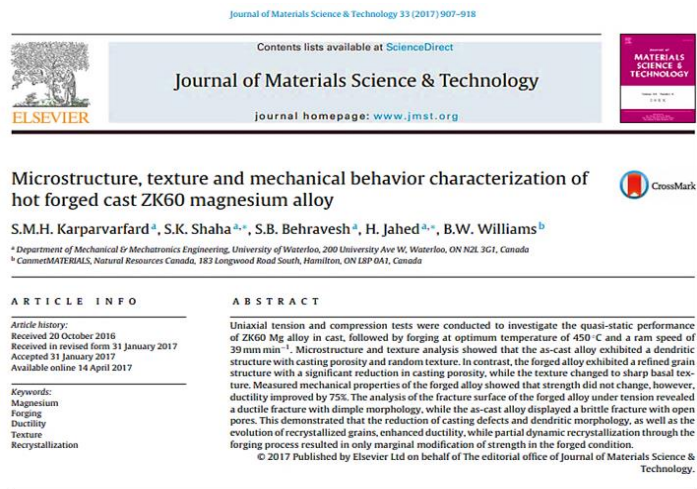 Journal of Materials Science & Technology 33 (2017) 907–918
Contents lists available at ScienceDirect
Journal of Materials Science & Technology
journal homepage: www.jmst.org
ELSEVIER
JOURNAL OF
MATERIALS
SCIENCE &
TECHNOLOGY
Microstructure, texture and mechanical behavior characterization of
hot forged cast ZK60 magnesium alloy
CrossMark
S.M.H. Karparvarfard a, S.K. Shaha a,*, S.B. Behravesh a, H. Jahed a,*, B.W. Williams b
a Department of Mechanical & Mechatronics Engineering, University of Waterloo, 200 University Ave W, Waterloo, ON N2L 3G1, Canada
b CanmetMATERIALS, Natural Resources Canada, 183 Longwood Road South, Hamilton, ON L8P 0A1, Canada
ARTICLE INFO
Article history:
Received 20 October 2016
Received in revised form 31 January 2017
Accepted 31 January 2017
Available online 14 April 2017
Keywords:
Magnesium
Forging
Ductility
Texture
Recrystallization
ABSTRACT
Uniaxial tension and compression tests were conducted to investigate the quasi-static performance
of ZK60 Mg alloy in cast, followed by forging at optimum temperature of 450 °C and a ram speed of
39 mm min−1. Microstructure and texture analysis showed that the as-cast alloy exhibited a dendritic
structure with casting porosity and random texture. In contrast, the forged alloy exhibited a refined grain
structure with a significant reduction in casting porosity, while the texture changed to sharp basal tex-
ture. Measured mechanical properties of the forged alloy showed that strength did not change, however,
ductility improved by 75%. The analysis of the fracture surface of the forged alloy under tension revealed
a ductile fracture with dimple morphology, while the as-cast alloy displayed a brittle fracture with open
pores. This demonstrated that the reduction of casting defects and dendritic morphology, as well as the
evolution of recrystallized grains, enhanced ductility, while partial dynamic recrystallization through the
forging process resulted in only marginal modification of strength in the forged condition.
© 2017 Published by Elsevier Ltd on behalf of The editorial office of Journal of Materials Science &
Technology.